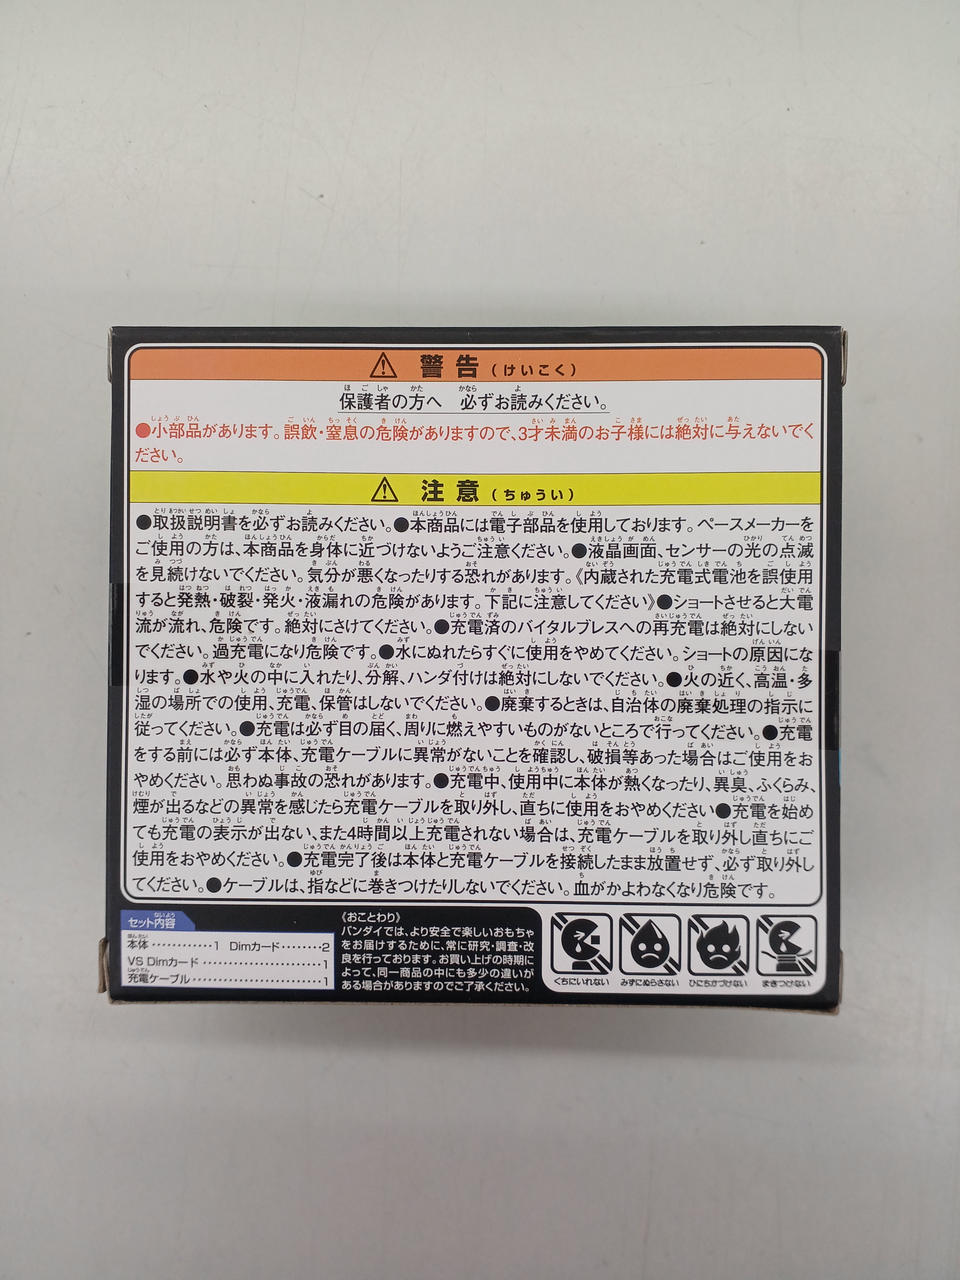 ⚠ 警告(けいこく)
保護者の方へ 必ずお読みください。
●小部品があります。誤飲・窒息の危険がありますので、3才未満のお子様には絶対に与えないでく
ださい。
⚠ 注意(ちゅうい)
●取扱説明書を必ずお読みください。●本商品には電子部品を使用しております。ペースメーカーを
ご使用の方は、本商品を身体に近づけないようご注意ください。●液晶画面、センサーの光の点滅
を見続けないでください。気分が悪くなったりする恐れがあります。《内蔵された充電式電池を誤使用
すると発熱・破裂・発火・液漏れの危険があります。下記に注意してください》●ショートさせると大電
流が流れ、危険です。絶対にさけてください。●充電済のバイタルブレスへの再充電は絶対にしない
でください。過充電になり危険です。●水にぬれたらすぐに使用をやめてください。ショートの原因にな
ります。●水や火の中に入れたり、分解、ハンダ付けは絶対にしないでください。●火の近く、高温・多
湿の場所での使用、充電、保管はしないでください。●廃棄するときは、自治体の廃棄処理の指示に
従ってください。●充電は必ず目の届く、周りに燃えやすいものがないところで行ってください。●充電
をする前には必ず本体、充電ケーブルに異常がないことを確認し、破損等あった場合はご使用をお
やめください。思わぬ事故の恐れがあります。●充電中、使用中に本体が熱くなったり、異臭、ふくらみ、
煙が出るなどの異常を感じたら充電ケーブルを取り外し、直ちに使用をおやめください●充電を始め
ても充電の表示が出ない、また4時間以上充電されない場合は、充電ケーブルを取り外し直ちにご
使用をおやめください。●充電完了後は本体と充電ケーブルを接続したまま放置せず、必ず取り外し
てください。●ケーブルは、指などに巻きつけたりしないでください。血がかよわなくなり危険です。
セット内容
本体…………1 Dimカード………2
VS Dimカード……………………1
充電ケーブル……………………1
《おことわり》
バンダイでは、より安全で楽しいおもちゃ
をお届けするために、常に研究・調査・改
良を行っております。お買い上げの時期に
よって、同一商品の中にも多少の違いが
ある場合がありますのでご了承ください。
くちにいれない みずにぬらさない ひにちかづけない まきつけない